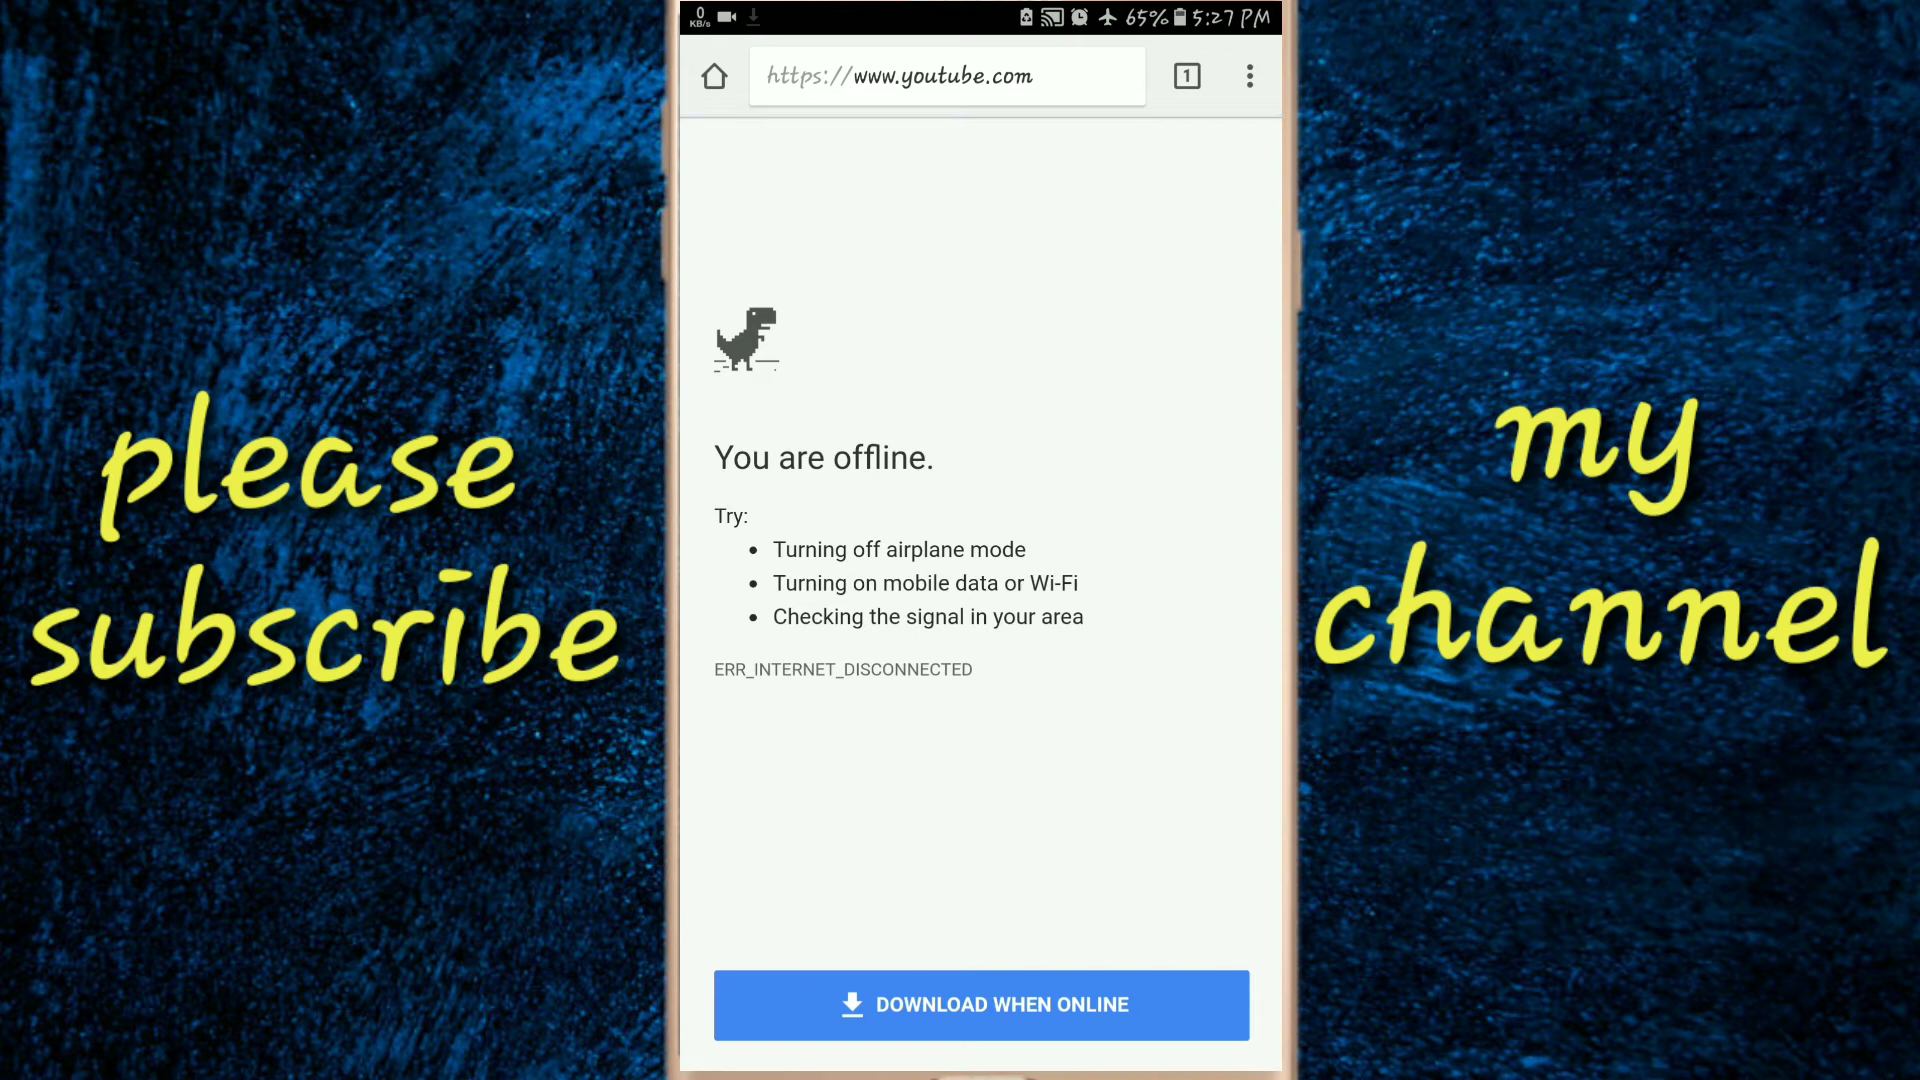 0
KB/s
65% 5:27 PM
https://www.youtube.com
1
You are offline.
Try:
• Turning off airplane mode
• Turning on mobile data or Wi-Fi
• Checking the signal in your area
ERR_INTERNET_DISCONNECTED
DOWNLOAD WHEN ONLINE
please
subscribe
my
channel